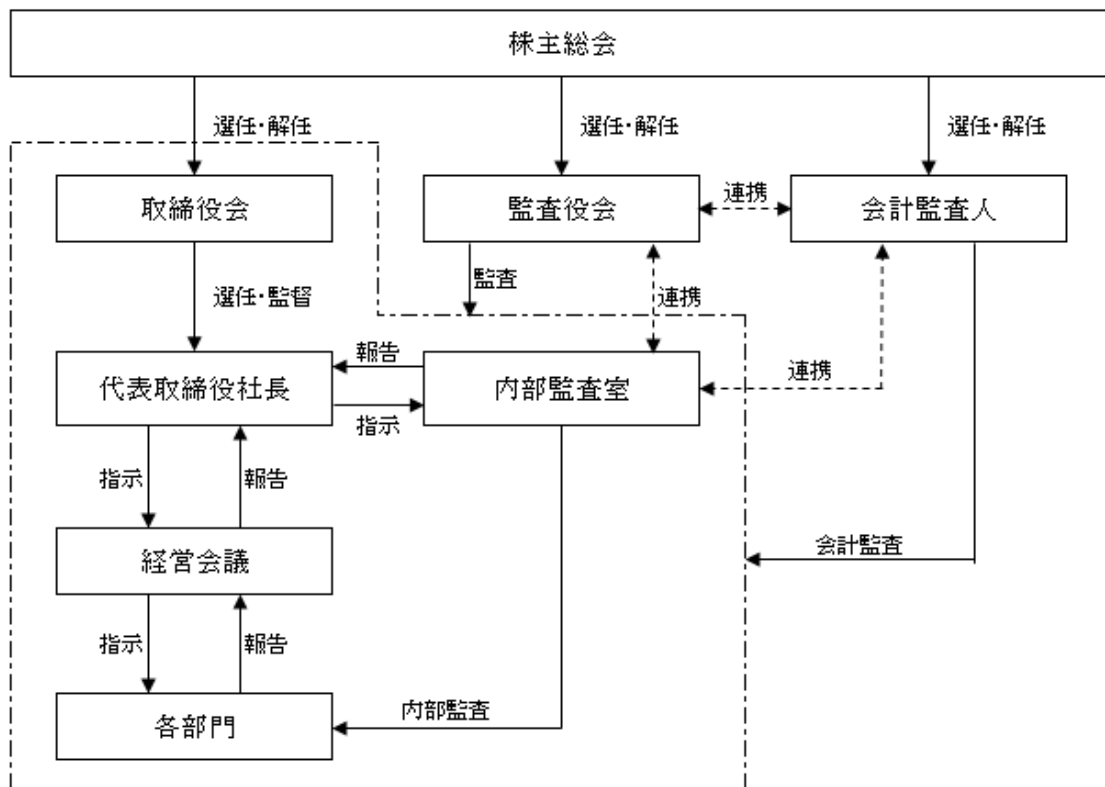 株主総会
選任・解任
選任・解任
選任・解任
取締役会
監査役会
連携
会計監査人
監査
選任・監督
連携
報告
代表取締役社長
内部監査室
連携
指示
指示
報告
経営会議
会計監査
指示
報告
各部門
内部監査